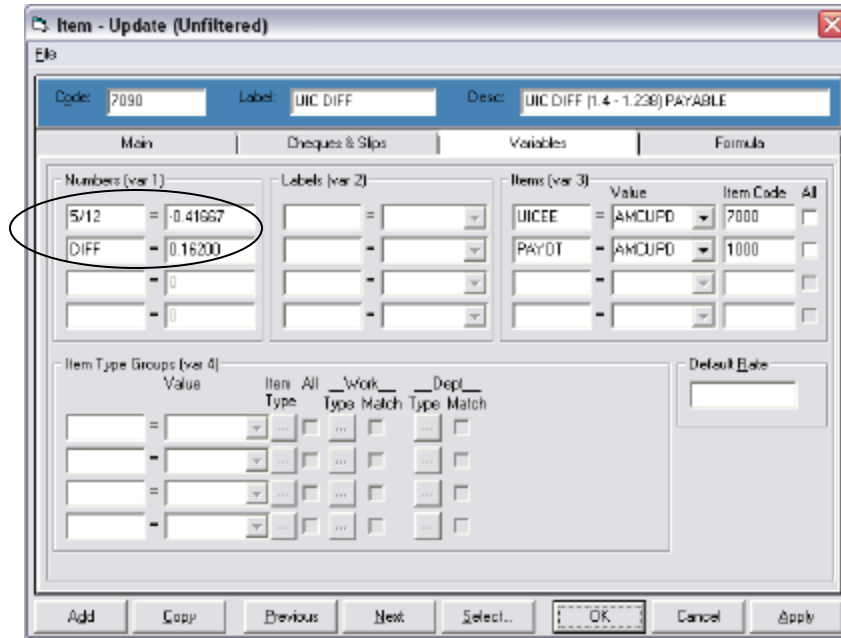 Item - Update (Unfiltered)
File
Code: 7090 Label: UIC DIFF Desc: UIC DIFF (1.4 - 1.238) PAYABLE
Main Cheques & Slips Variables Formula
Numbers (var 1) Labels (var 2) Items (var 3)
Value Item Code All
5/12 = -0.41667 = UICEE = AMCUPD 7000
DIFF = 0.16200 = PAYOT = AMCUPD 1000
= 0 = =
= 0 = =
Item Type Groups (var 4) Default Rate
Value Item Type All __Work__ Type Match __Dept__ Type Match
= ... ... ...
= ... ... ...
= ... ... ...
= ... ... ...
Add Copy Previous Next Select... OK Cancel Apply